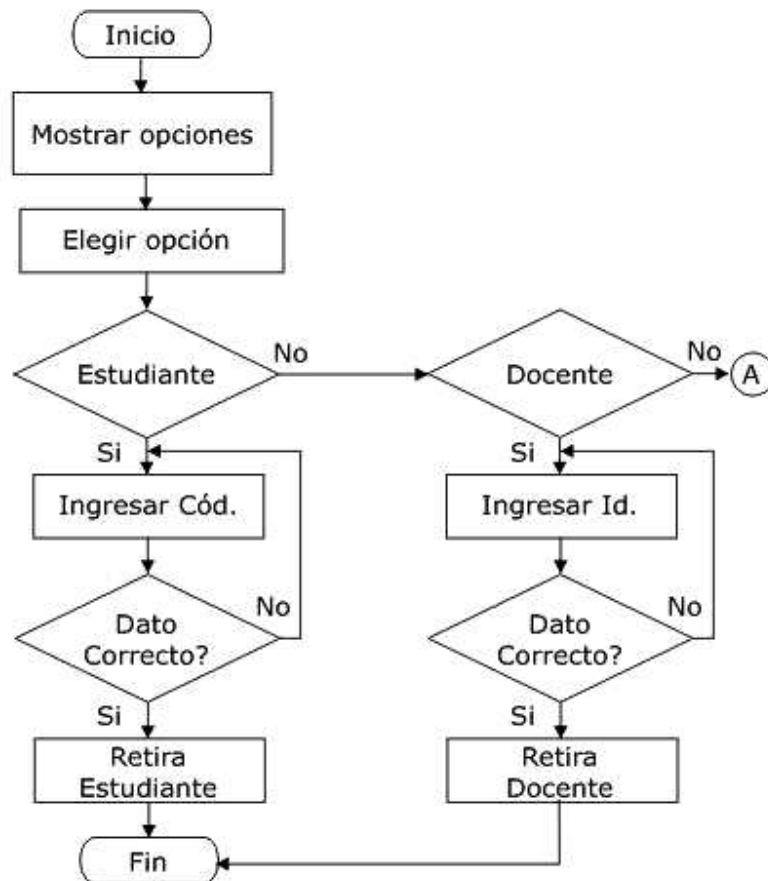 Inicio
Mostrar opciones
Elegir opción
Estudiante
No
Docente
No
A
Si
Si
Ingresar Cód.
Ingresar Id.
Dato
Correcto?
No
Dato
Correcto?
No
Si
Si
Retira
Estudiante
Retira
Docente
Fin